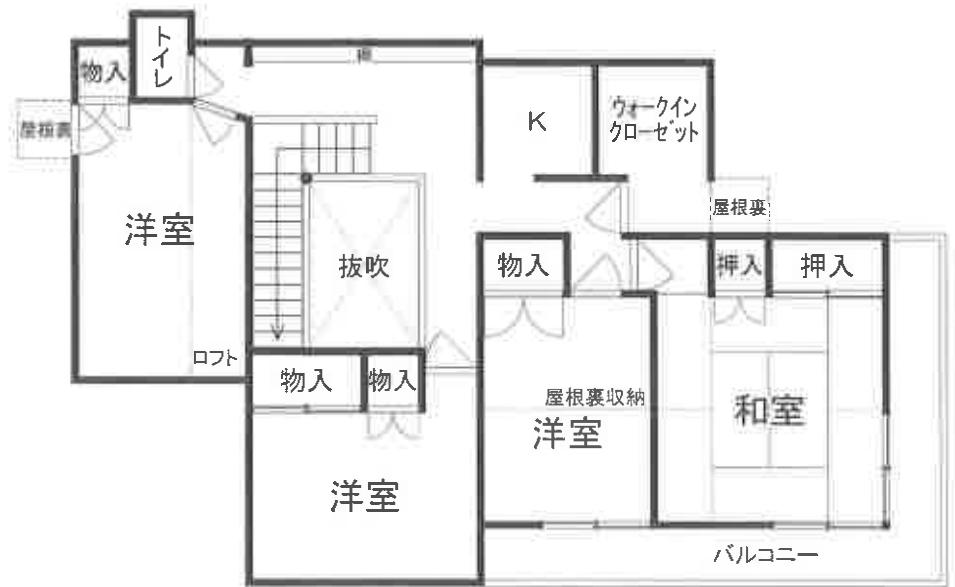 トイレ
物入
屋根裏
棚
K
ウォークイン
クローゼット
洋室
屋根裏
抜吹
物入
押入
押入
ロフト
物入
物入
屋根裏収納
洋室
和室
洋室
バルコニー